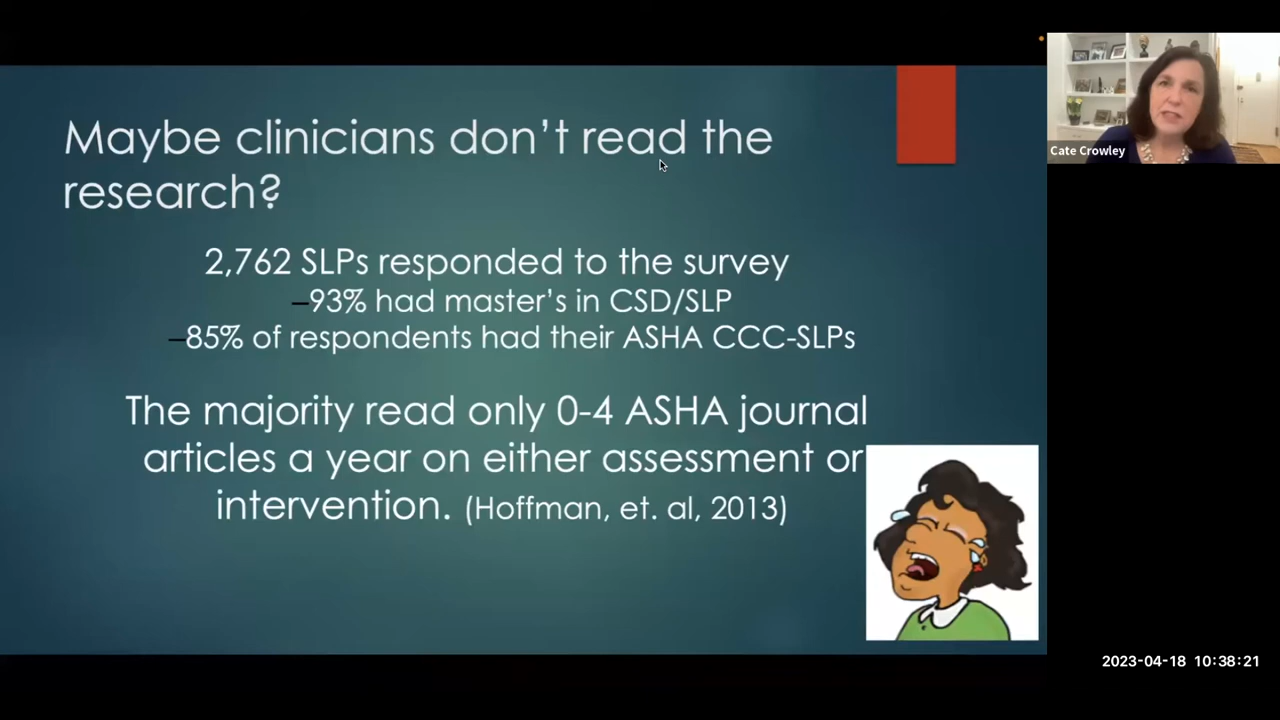 Maybe clinicians don't read the
research?
2,762 SLPs responded to the survey
–93% had master's in CSD/SLP
–85% of respondents had their ASHA CCC-SLPs
The majority read only 0-4 ASHA journal
articles a year on either assessment or
intervention. (Hoffman, et. al, 2013)
Cate Crowley
2023-04-18 10:38:21